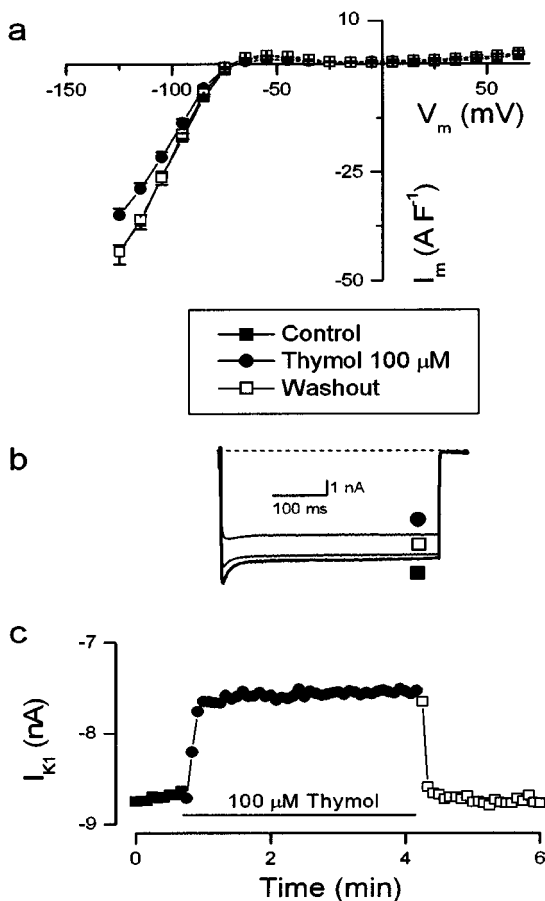 a
10
-150
-100
-50
50
V_m (mV)
-25
-50
I_m (A F^-1)
Control
Thymol 100 µM
Washout
b
1 nA
100 ms
c
-7
-8
-9
I_K1 (nA)
100 µM Thymol
0
2
4
6
Time (min)